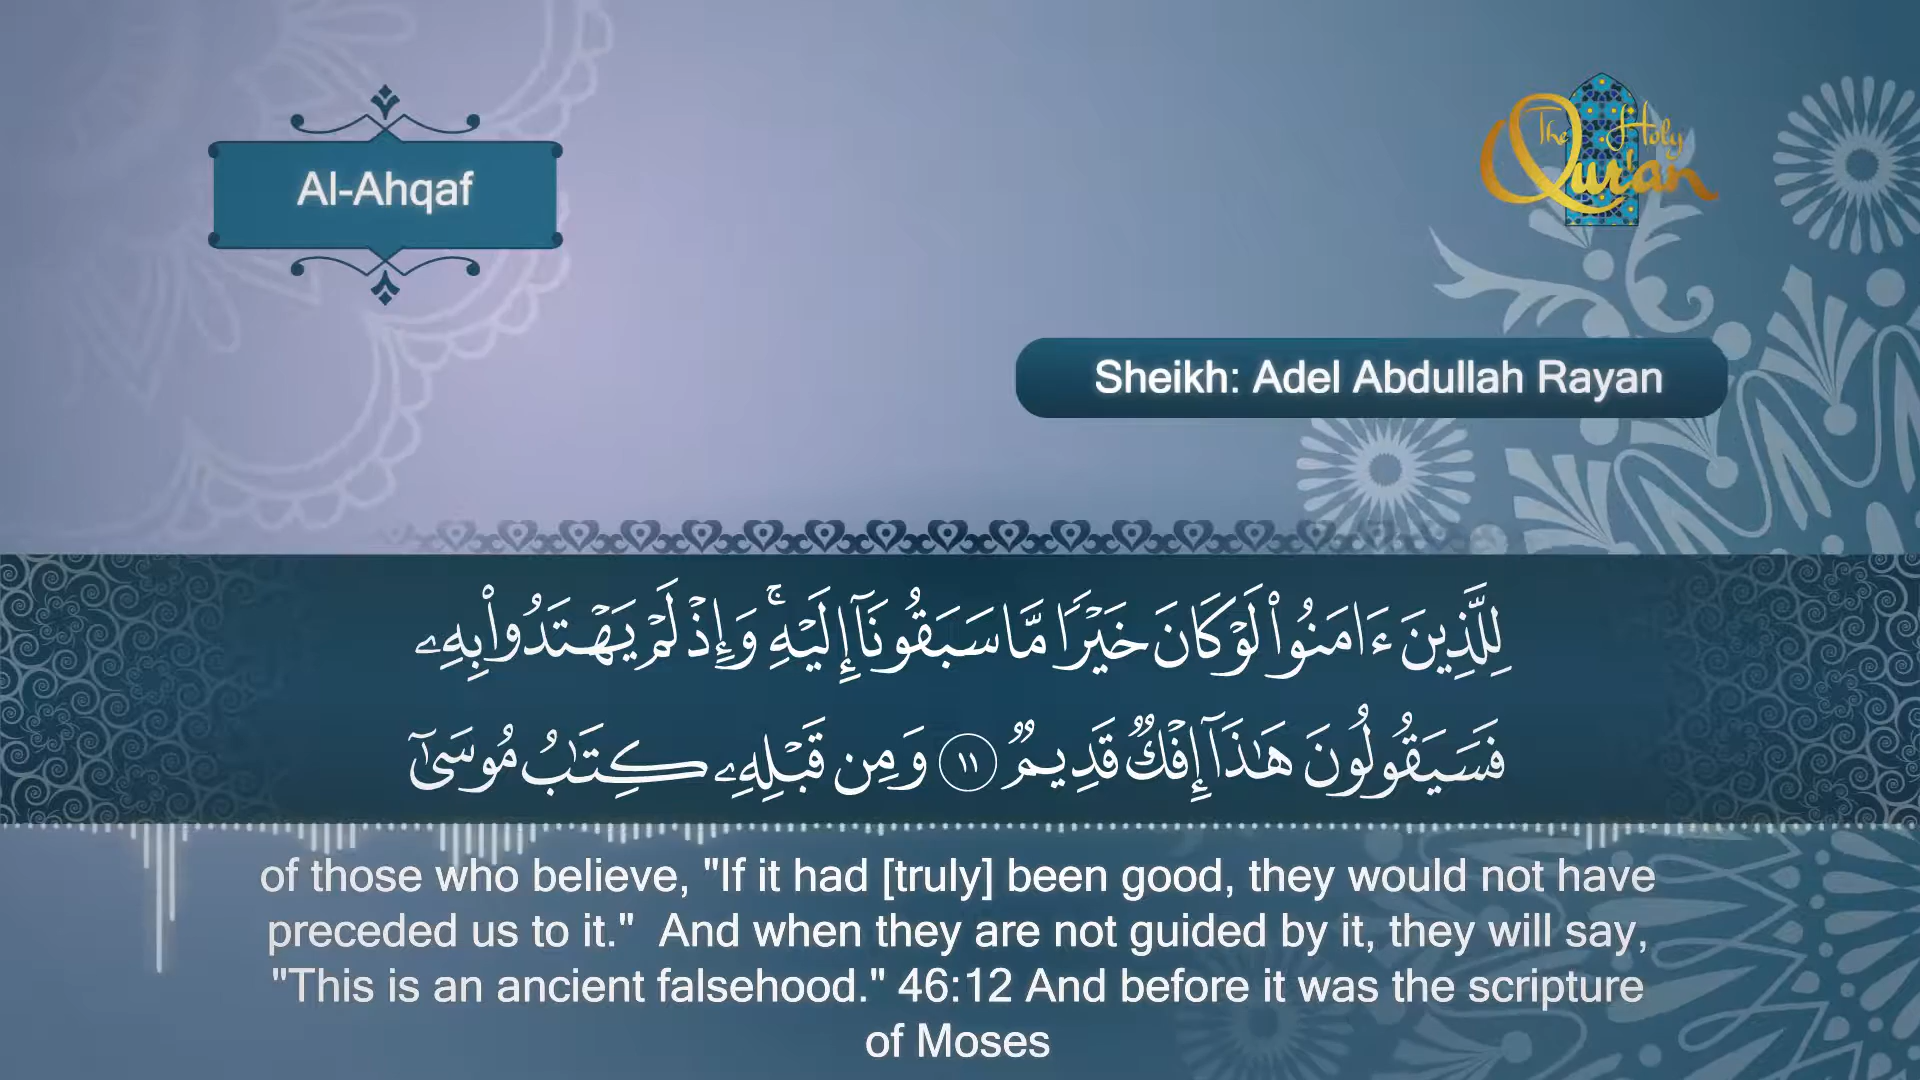 Al-Ahqaf
The Holy
Qur'an
Sheikh: Adel Abdullah Rayan
لِلَّذِينَ ءَامَنُوا۟ لَوْ كَانَ خَيْرًا مَّا سَبَقُونَآ إِلَيْهِ ۚ وَإِذْ لَمْ يَهْتَدُوا۟ بِهِۦ
فَسَيَقُولُونَ هَـٰذَآ إِفْكٌ قَدِيمٌ ١١ وَمِن قَبْلِهِۦ كِتَـٰبُ مُوسَىٰٓ
of those who believe, "If it had [truly] been good, they would not have
preceded us to it."  And when they are not guided by it, they will say,
"This is an ancient falsehood." 46:12 And before it was the scripture
of Moses